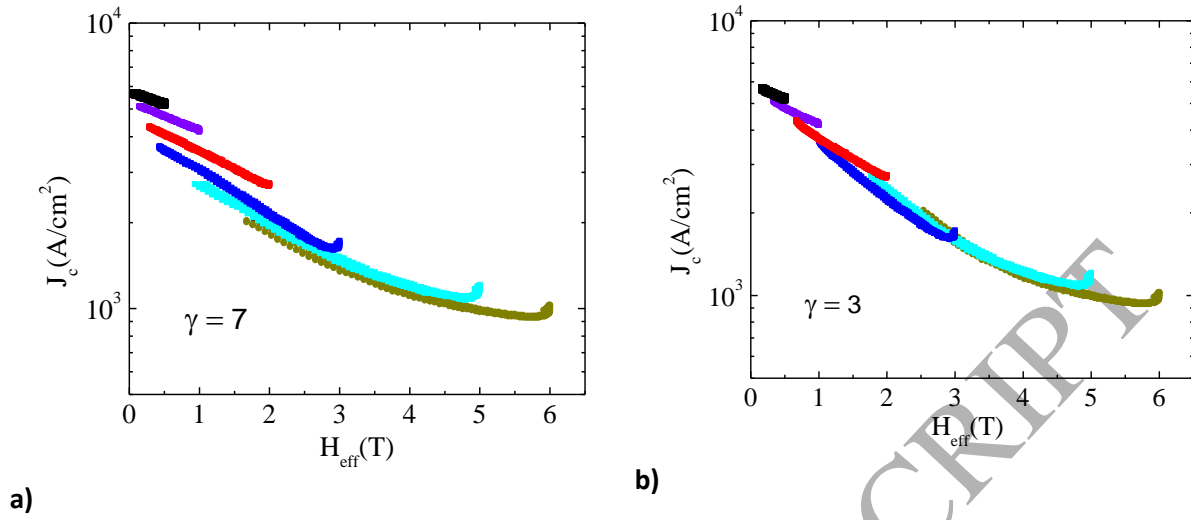 10^4
J_c(A/cm^2)
10^3
γ = 7
0 1 2 3 4 5 6
H_eff(T)
a)
10^4
J_c(A/cm^2)
10^3
γ = 3
0 1 2 3 4 5 6
H_eff(T)
b)
CRIPT